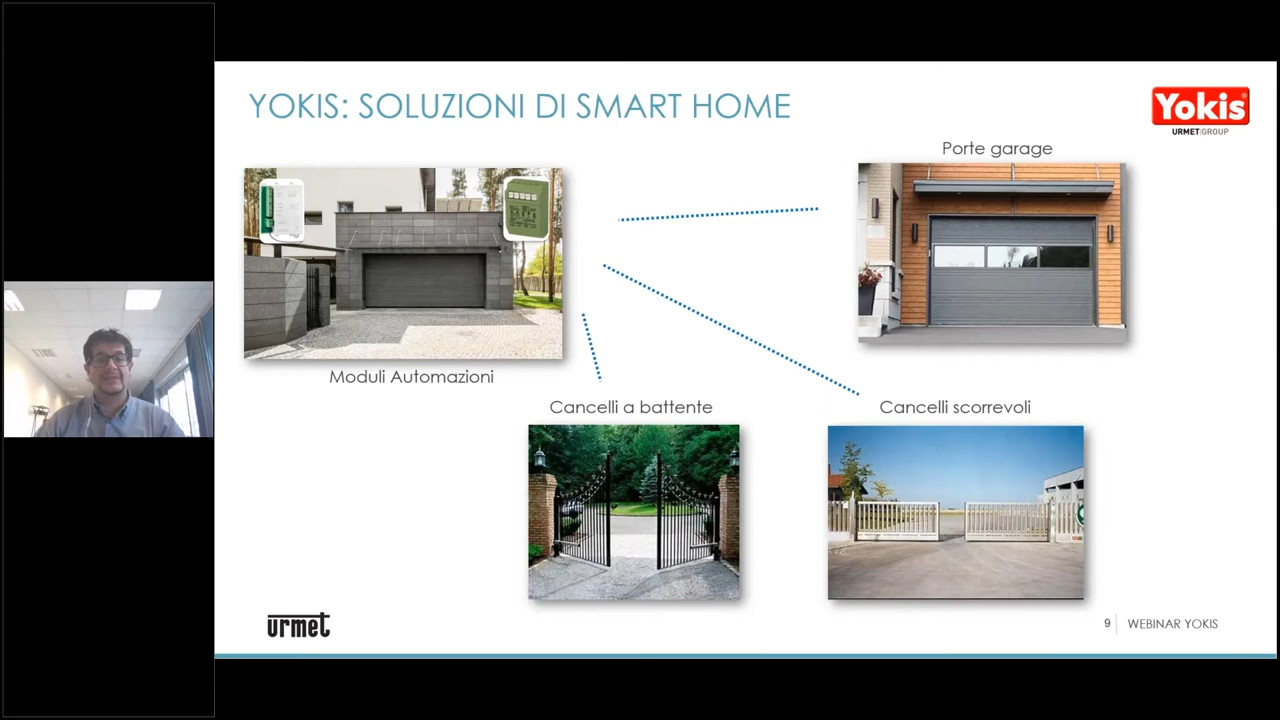 YOKIS: SOLUZIONI DI SMART HOME
Yokis
URMET|GROUP
Porte garage
Moduli Automazioni
Cancelli a battente
Cancelli scorrevoli
urmet
9
WEBINAR YOKIS